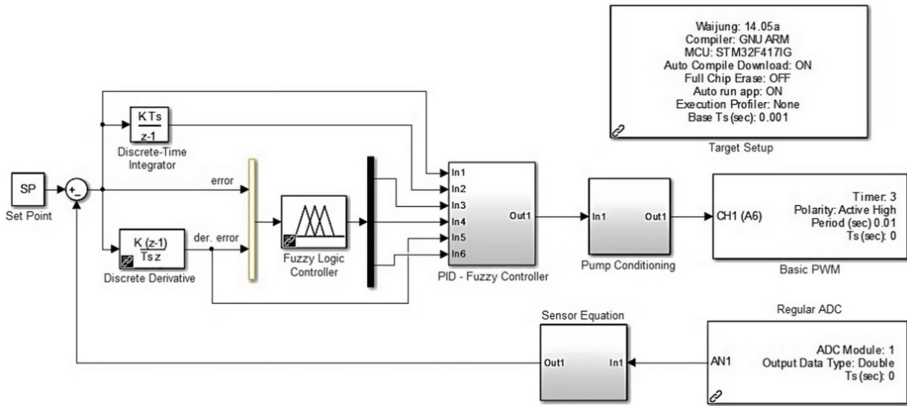 Waijung: 14.05a
Compiler: GNU ARM
MCU: STM32F417IG
Auto Compile Download: ON
Full Chip Erase: OFF
Auto run app: ON
Execution Profiler: None
Base Ts (sec): 0.001
Target Setup
K Ts
z-1
Discrete-Time
Integrator
SP
Set Point
error
K (z-1)
Ts z
Discrete Derivative
der. error
Fuzzy Logic
Controller
In1
In2
In3
In4
In5
In6
Out1
PID - Fuzzy Controller
In1
Out1
Pump Conditioning
CH1 (A6)
Timer: 3
Polarity: Active High
Period (sec) 0.01
Ts (sec): 0
Basic PWM
Sensor Equation
Out1
In1
Regular ADC
AN1
ADC Module: 1
Output Data Type: Double
Ts (sec): 0